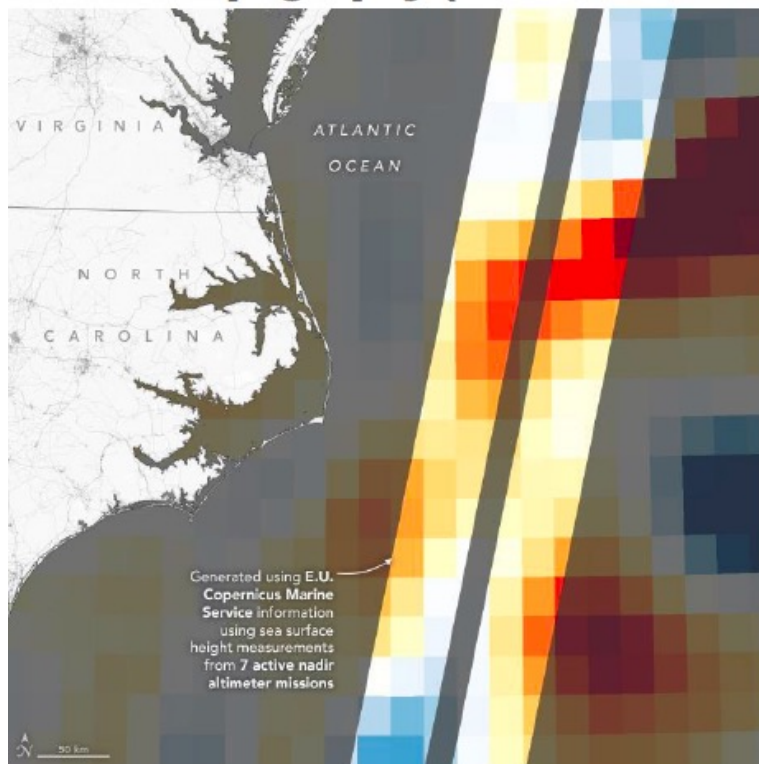 VIRGINIA
ATLANTIC
OCEAN
NORTH
CAROLINA
Generated using E.U.
Copernicus Marine
Service information
using sea surface
height measurements
from 7 active nadir
altimeter missions
N
50 km